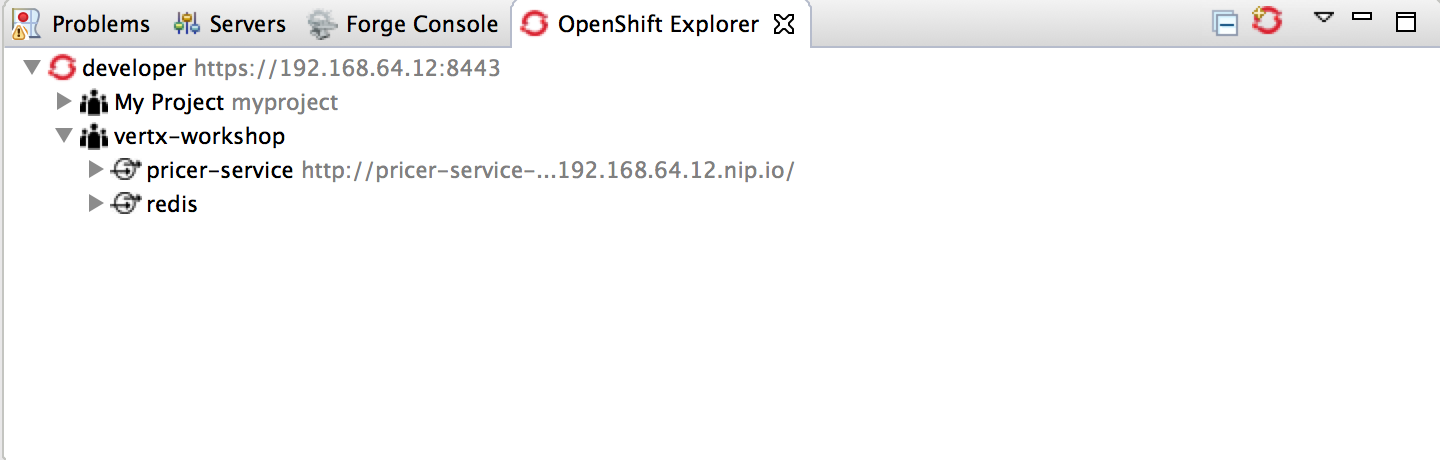 Problems Servers Forge Console OpenShift Explorer
developer https://192.168.64.12:8443
My Project myproject
vertx-workshop
pricer-service http://pricer-service-...192.168.64.12.nip.io/
redis